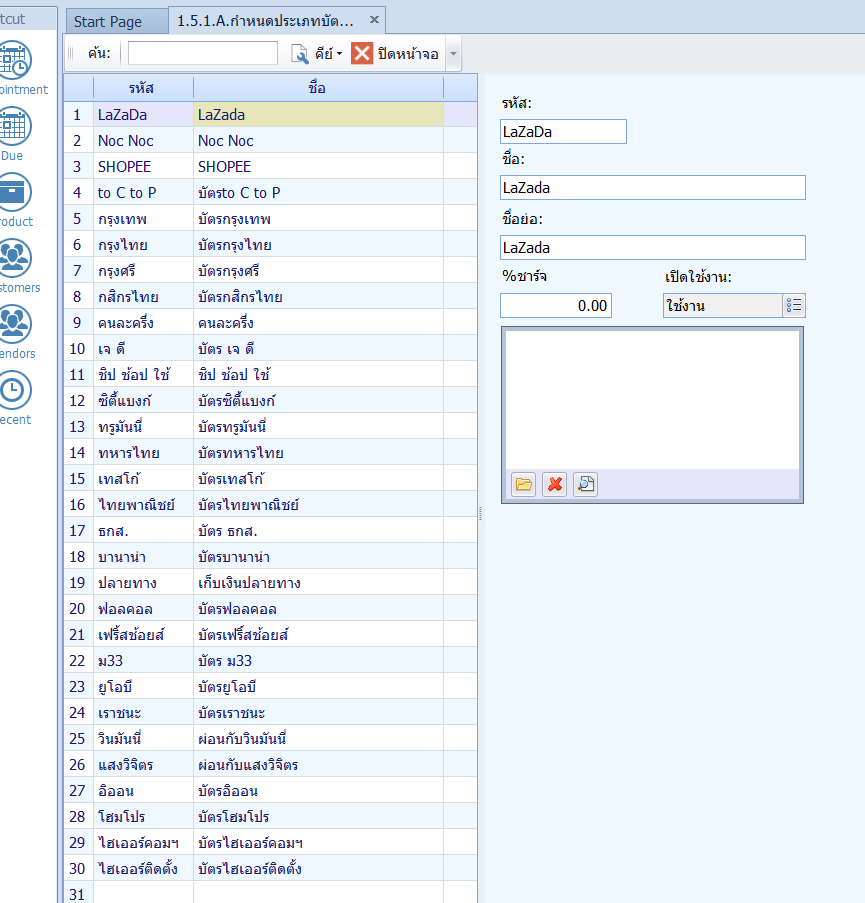 tcut
Start Page
1.5.1.A.กำหนดประเภทบัต...
ค้น:
คีย์
ปิดหน้าจอ
ointment
Due
roduct
stomers
endors
ecent
รหัส ชื่อ
1 LaZaDa LaZada
2 Noc Noc Noc Noc
3 SHOPEE SHOPEE
4 to C to P บัตรto C to P
5 กรุงเทพ บัตรกรุงเทพ
6 กรุงไทย บัตรกรุงไทย
7 กรุงศรี บัตรกรุงศรี
8 กสิกรไทย บัตรกสิกรไทย
9 คนละครึ่ง คนละครึ่ง
10 เจ ดี บัตร เจ ดี
11 ชิป ช้อป ใช้ ชิป ช้อป ใช้
12 ซิตี้แบงก์ บัตรซิตี้แบงก์
13 ทรูมันนี่ บัตรทรูมันนี่
14 ทหารไทย บัตรทหารไทย
15 เทสโก้ บัตรเทสโก้
16 ไทยพาณิชย์ บัตรไทยพาณิชย์
17 ธกส. บัตร ธกส.
18 บานาน่า บัตรบานาน่า
19 ปลายทาง เก็บเงินปลายทาง
20 ฟอลคอล บัตรฟอลคอล
21 เฟริ์สช้อยส์ บัตรเฟริ์สช้อยส์
22 ม33 บัตร ม33
23 ยูโอบี บัตรยูโอบี
24 เราชนะ บัตรเราชนะ
25 วินมันนี่ ผ่อนกับวินมันนี่
26 แสงวิจิตร ผ่อนกับแสงวิจิตร
27 อิออน บัตรอิออน
28 โฮมโปร บัตรโฮมโปร
29 ไฮเออร์คอมฯ บัตรไฮเออร์คอมฯ
30 ไฮเออร์ติดตั้ง บัตรไฮเออร์ติดตั้ง
31
รหัส:
LaZaDa
ชื่อ:
LaZada
ชื่อย่อ:
LaZada
%ชาร์จ เปิดใช้งาน:
0.00 ใช้งาน